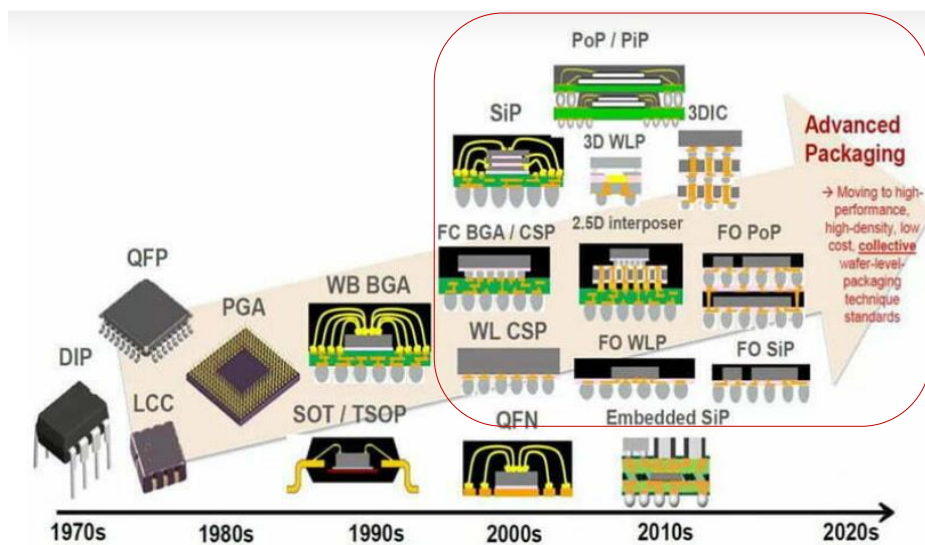 PoP / PiP
SiP
3D WLP
3DIC
Advanced
Packaging
→ Moving to high-
performance,
high-density, low
cost, collective
wafer-level-
packaging
technique
standards
FC BGA / CSP
2.5D interposer
FO PoP
QFP
PGA
WB BGA
DIP
LCC
WL CSP
FO WLP
FO SiP
SOT / TSOP
QFN
Embedded SiP
1970s
1980s
1990s
2000s
2010s
2020s